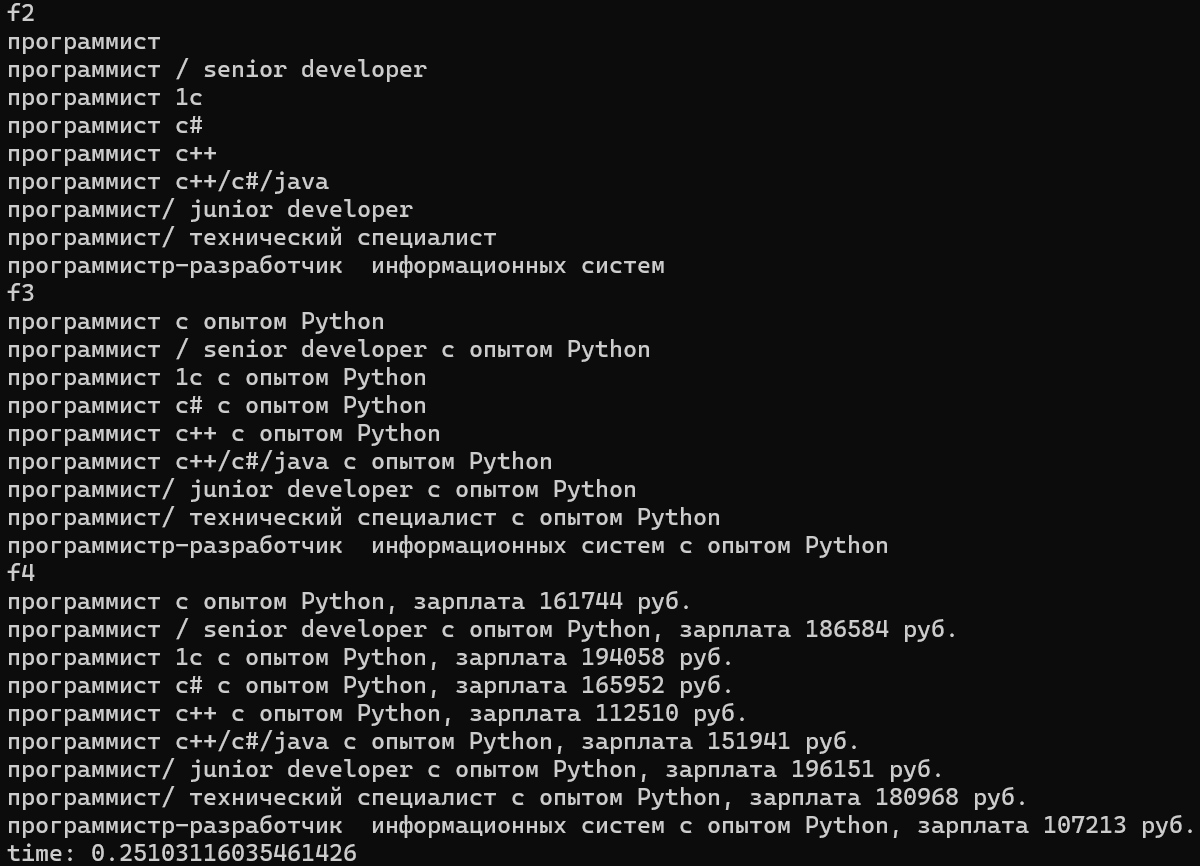 f2
программист
программист / senior developer
программист 1с
программист c#
программист c++
программист c++/c#/java
программист/ junior developer
программист/ технический специалист
программистр-разработчик  информационных систем
f3
программист с опытом Python
программист / senior developer с опытом Python
программист 1с с опытом Python
программист c# с опытом Python
программист c++ с опытом Python
программист c++/c#/java с опытом Python
программист/ junior developer с опытом Python
программист/ технический специалист с опытом Python
программистр-разработчик  информационных систем с опытом Python
f4
программист с опытом Python, зарплата 161744 руб.
программист / senior developer с опытом Python, зарплата 186584 руб.
программист 1с с опытом Python, зарплата 194058 руб.
программист c# с опытом Python, зарплата 165952 руб.
программист c++ с опытом Python, зарплата 112510 руб.
программист c++/c#/java с опытом Python, зарплата 151941 руб.
программист/ junior developer с опытом Python, зарплата 196151 руб.
программист/ технический специалист с опытом Python, зарплата 180968 руб.
программистр-разработчик  информационных систем с опытом Python, зарплата 107213 руб.
time: 0.25103116035461426